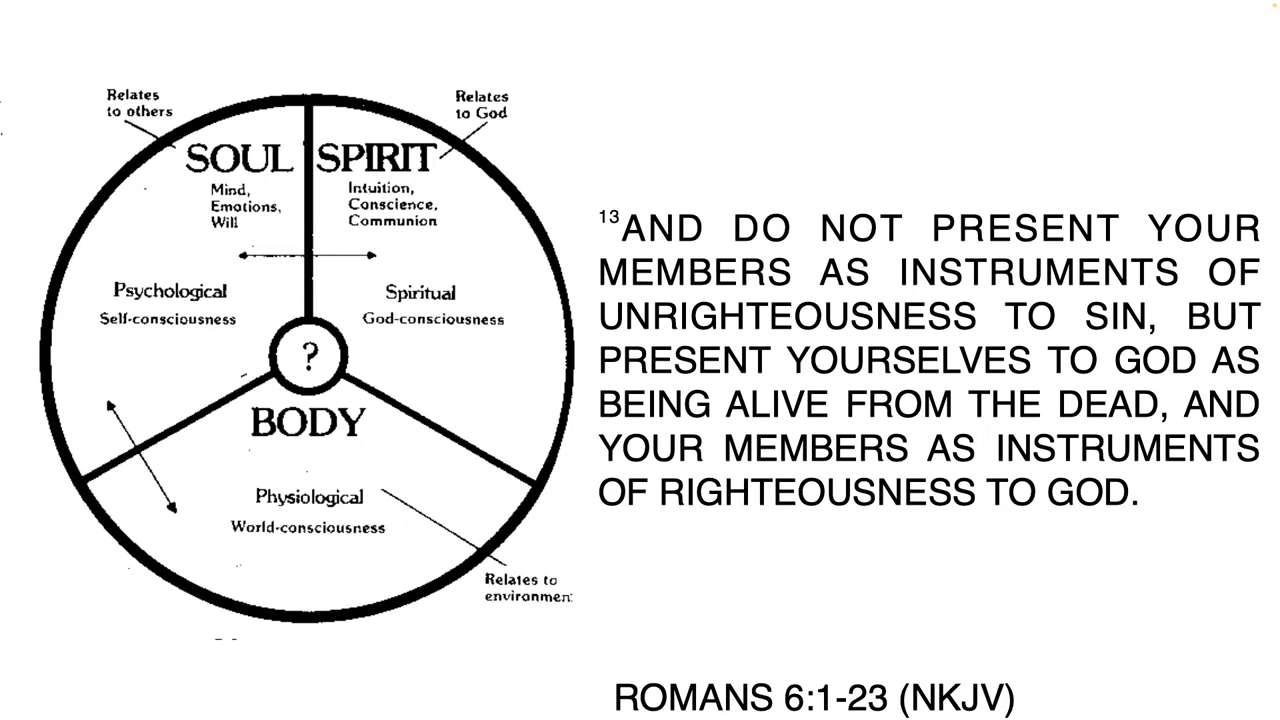 Relates
to others
Relates
to God
SOUL
SPIRIT
Mind,
Emotions,
Will
Intuition,
Conscience,
Communion
Psychological
Self-consciousness
Spiritual
God-consciousness
?
BODY
Physiological
World-consciousness
Relates to
environmen
13AND DO NOT PRESENT YOUR
MEMBERS AS INSTRUMENTS OF
UNRIGHTEOUSNESS TO SIN, BUT
PRESENT YOURSELVES TO GOD AS
BEING ALIVE FROM THE DEAD, AND
YOUR MEMBERS AS INSTRUMENTS
OF RIGHTEOUSNESS TO GOD.
ROMANS 6:1-23 (NKJV)